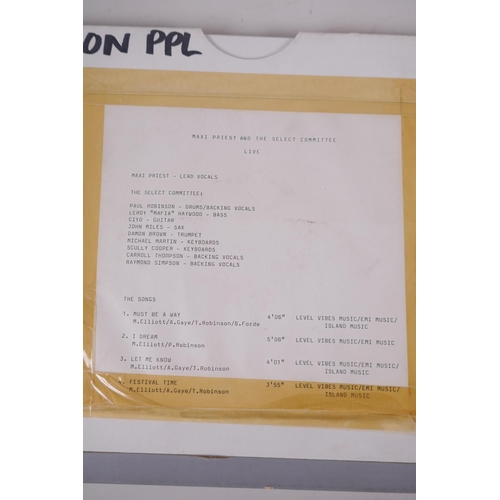 ON PPL
MAXI PRIEST AND THE SELECT COMMITTEE
LIVE
MAXI PRIEST - LEAD VOCALS
THE SELECT COMMITTEE:
PAUL ROBINSON - DRUMS/BACKING VOCALS
LEROY "MAFIA" HAYWOOD - BASS
CIYO - GUITAR
JOHN MILES - SAX
DAMON BROWN - TRUMPET
MICHAEL MARTIN - KEYBOARDS
SCULLY COOPER - KEYBOARDS
CARROLL THOMPSON - BACKING VOCALS
RAYMOND SIMPSON - BACKING VOCALS
THE SONGS
1. MUST BE A WAY 4'06" LEVEL VIBES MUSIC/EMI MUSIC/
M.Elliott/A.Gaye/T.Robinson/B.Forde ISLAND MUSIC
2. I DREAM 5'08" LEVEL VIBES MUSIC/EMI MUSIC
M.Elliott/P.Robinson
3. LET ME KNOW 4'01" LEVEL VIBES MUSIC/EMI MUSIC/
M.Elliott/A.Gaye/T.Robinson ISLAND MUSIC
4. FESTIVAL TIME 3'55" LEVEL VIBES MUSIC/EMI MUSIC/
M.Elliott/A.Gaye/T.Robinson ISLAND MUSIC